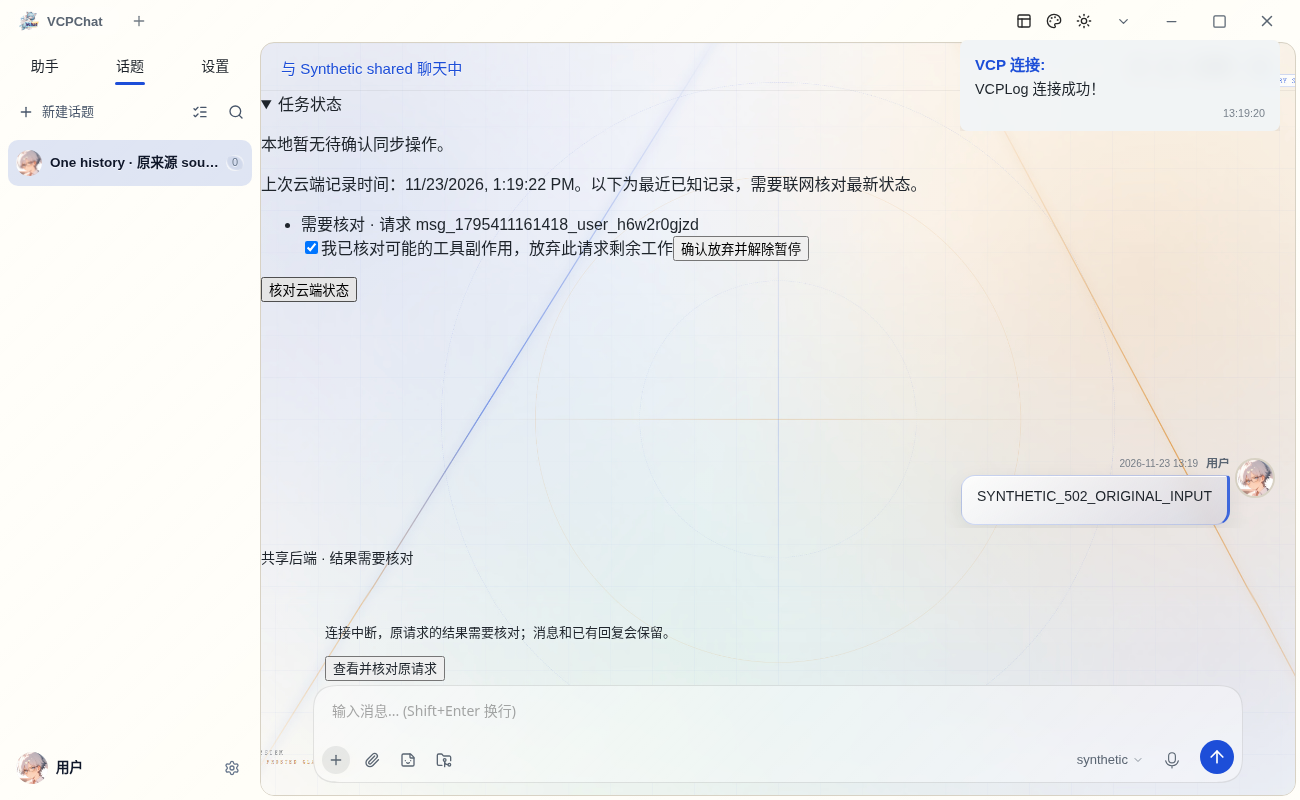 VCPChat
助手 话题 设置
新建话题
One history · 原来源 sou… 0
用户
与 Synthetic shared 聊天中
VCP 连接:
VCPLog 连接成功!
13:19:20
▼ 任务状态
本地暂无待确认同步操作。
上次云端记录时间：11/23/2026, 1:19:22 PM。以下为最近已知记录，需要联网核对最新状态。
• 需要核对 · 请求 msg_1795411161418_user_h6w2r0gjzd
我已核对可能的工具副作用，放弃此请求剩余工作 确认放弃并解除暂停
核对云端状态
2026-11-23 13:19 用户
SYNTHETIC_502_ORIGINAL_INPUT
共享后端 · 结果需要核对
连接中断，原请求的结果需要核对；消息和已有回复会保留。
查看并核对原请求
输入消息... (Shift+Enter 换行)
synthetic